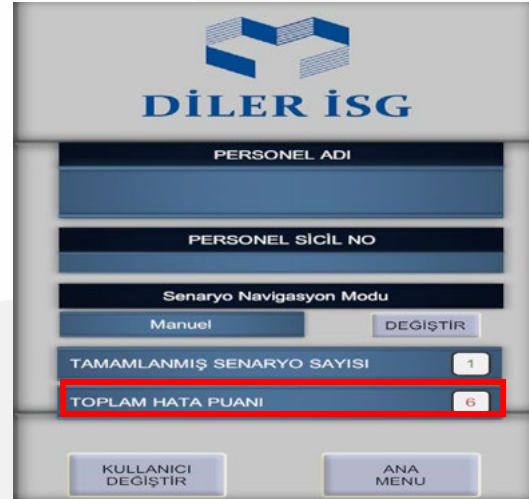 DİLER İSG
PERSONEL ADI
PERSONEL SİCİL NO
Senaryo Navigasyon Modu
Manuel DEĞİŞTİR
TAMAMLANMIŞ SENARYO SAYISI 1
TOPLAM HATA PUANI 6
KULLANICI ANA
DEĞİŞTİR MENU